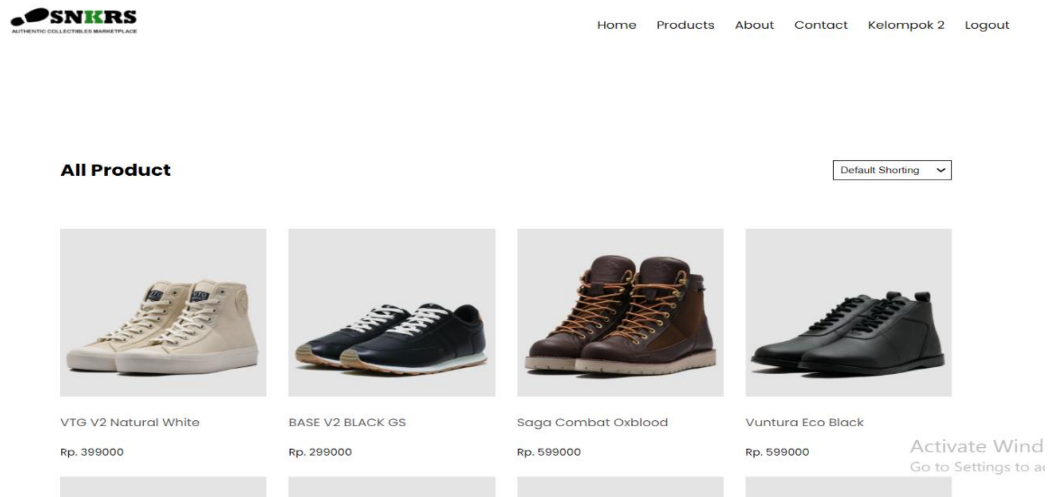 SNKRS
AUTHENTIC COLLECTIBLES MARKETPLACE
Home Products About Contact Kelompok 2 Logout
All Product
Default Shorting
VTG V2 Natural White
BASE V2 BLACK GS
Saga Combat Oxblood
Vuntura Eco Black
Rp. 399000
Rp. 299000
Rp. 599000
Rp. 599000
Activate Wind
Go to Settings to a